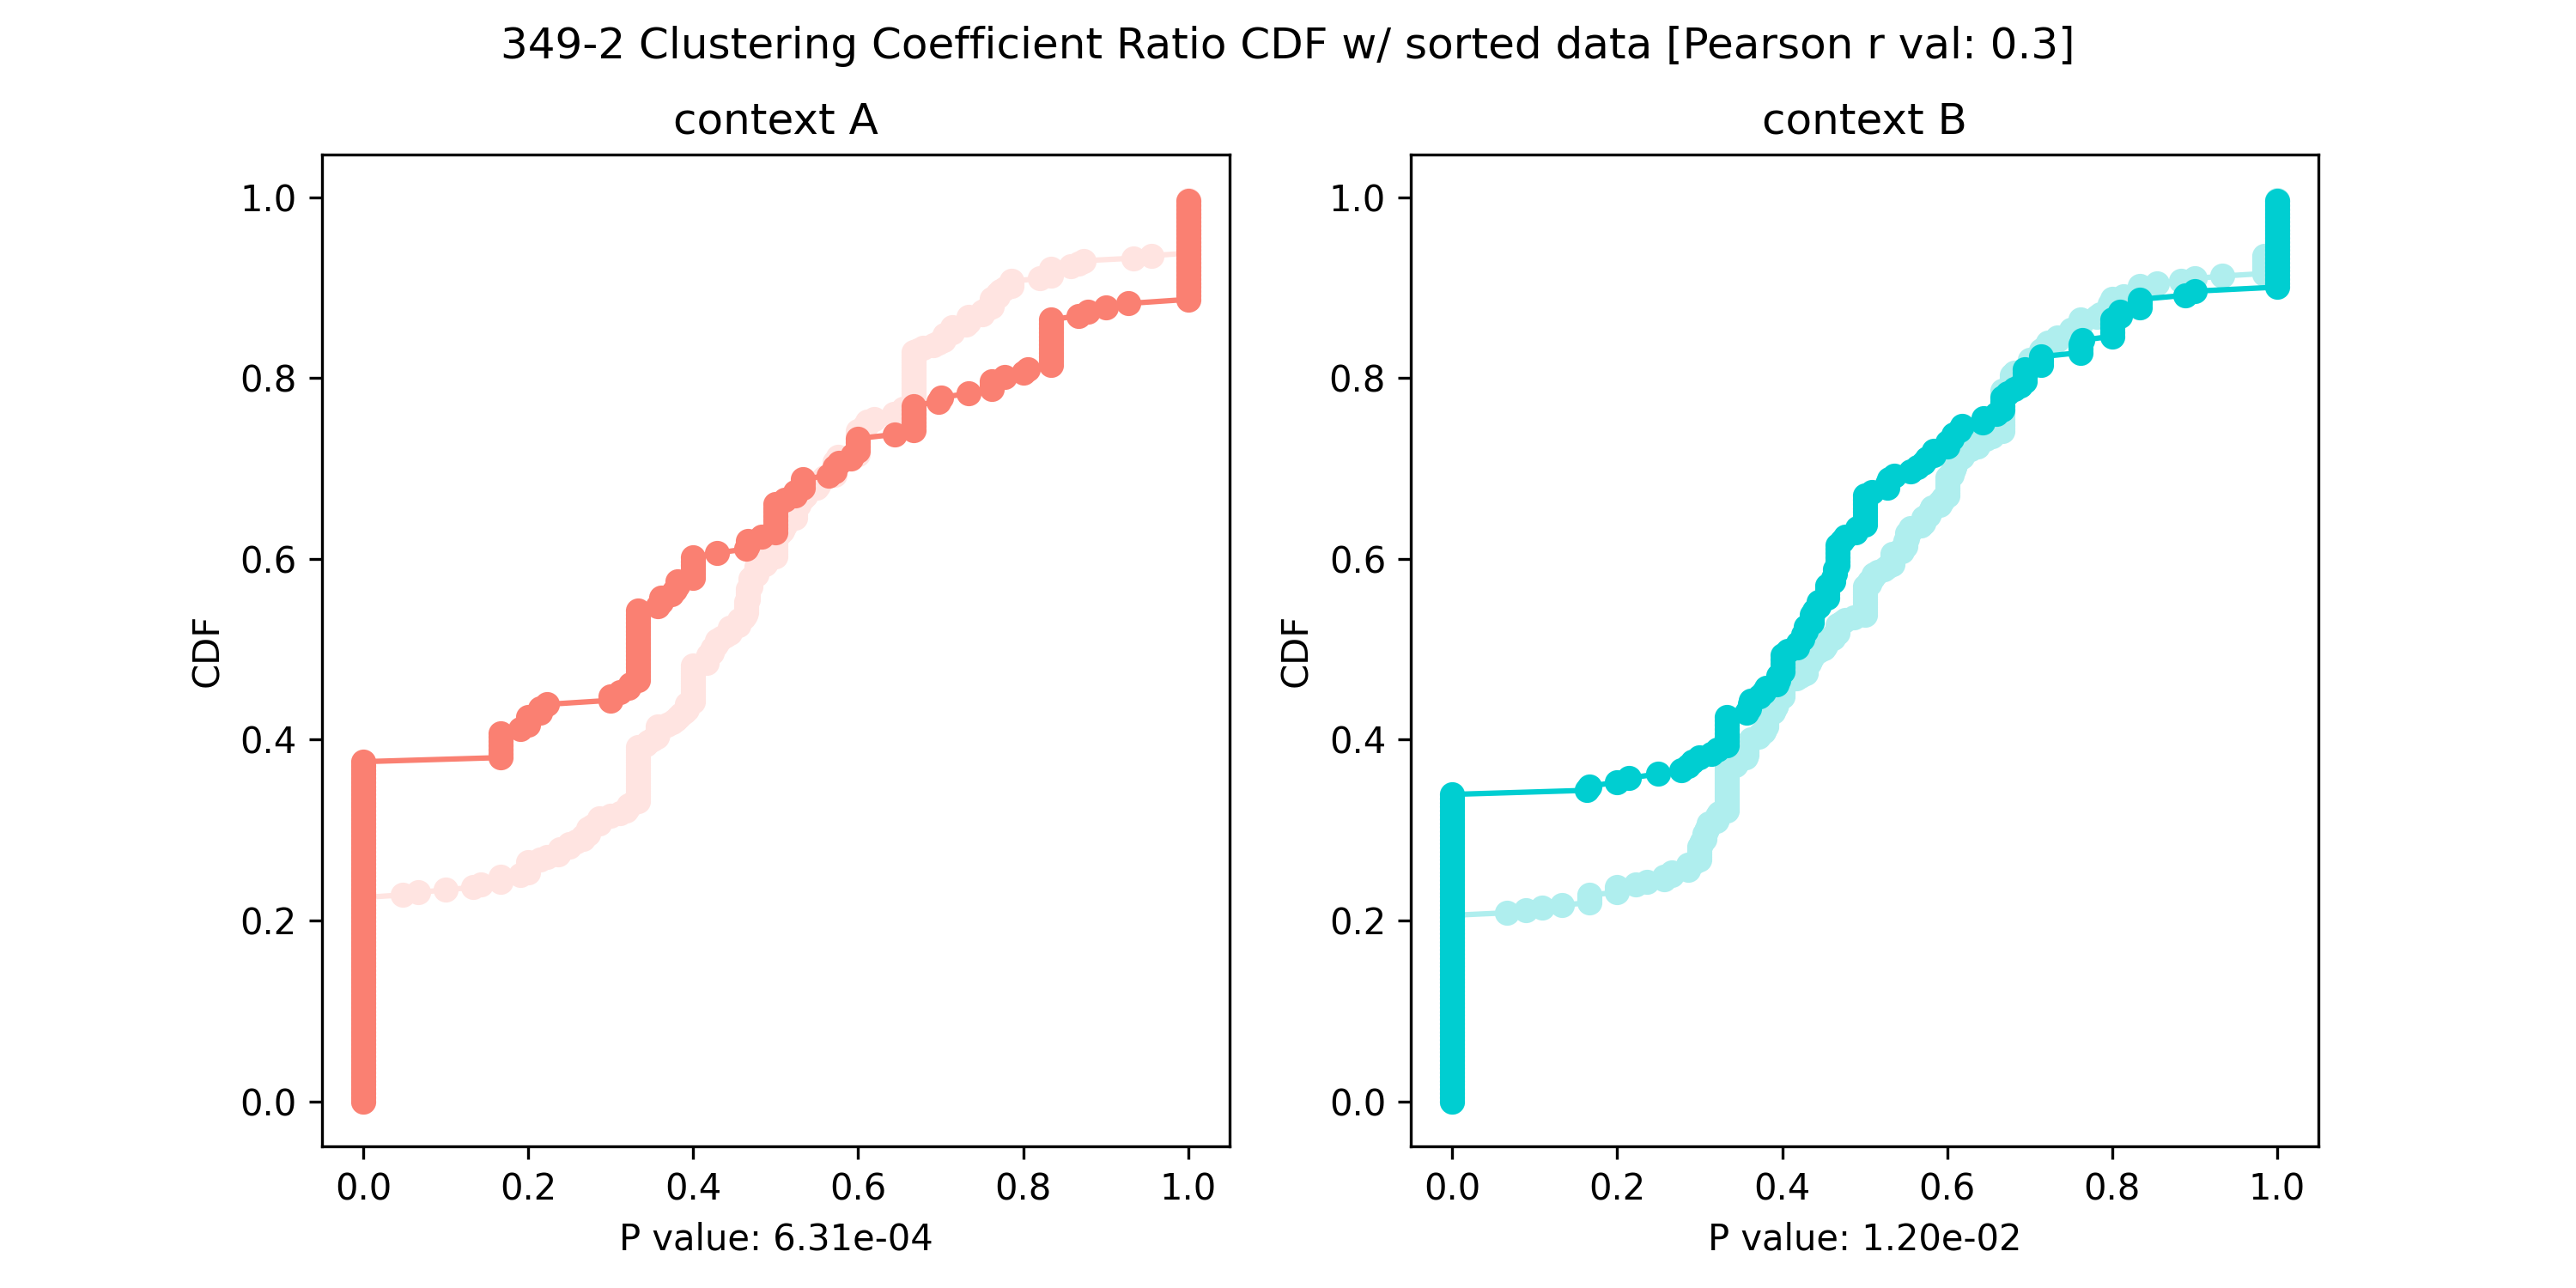 349-2 Clustering Coefficient Ratio CDF w/ sorted data [Pearson r val: 0.3]
context A
1.0
0.8
0.6
0.4
0.2
0.0
CDF
0.0 0.2 0.4 0.6 0.8 1.0
P value: 6.31e-04
context B
1.0
0.8
0.6
0.4
0.2
0.0
CDF
0.0 0.2 0.4 0.6 0.8 1.0
P value: 1.20e-02